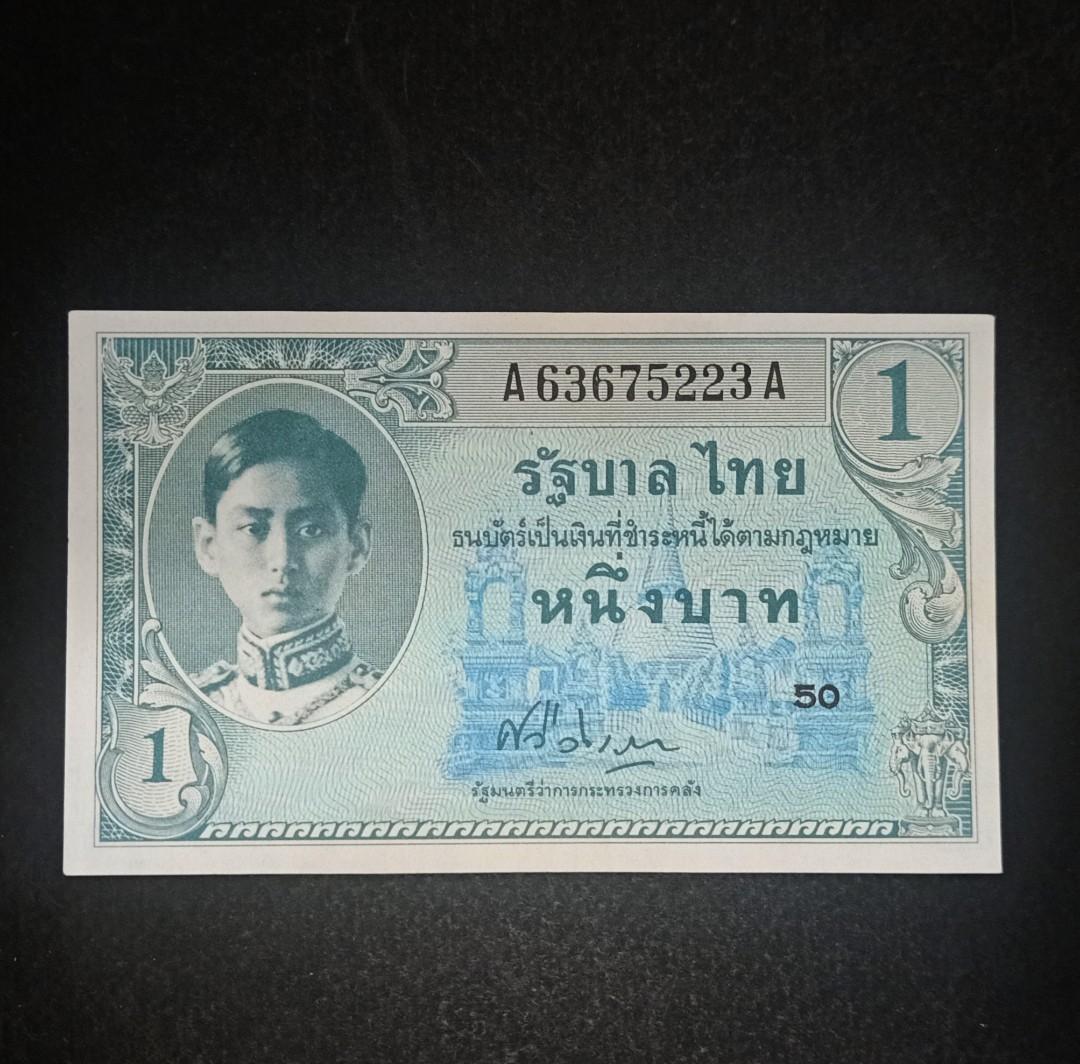 A63675223A
1
รัฐบาล ไทย
ธนบัตร์เป็นเงินที่ชำระหนี้ได้ตามกฎหมาย
หนึ่งบาท
50
1
รัฐมนตรีว่าการกระทรวงการคลัง